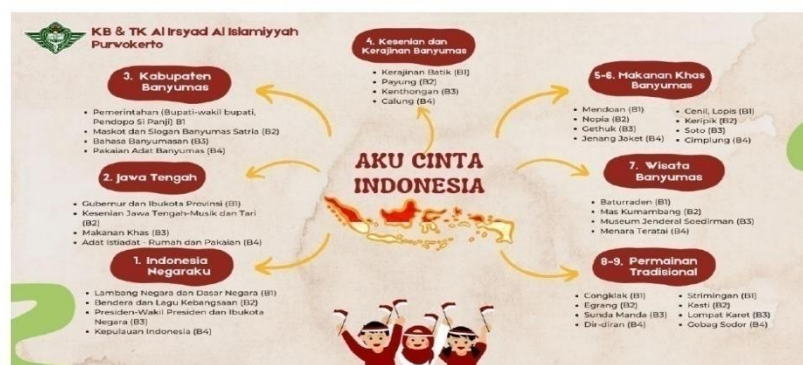 KB & TK Al Irsyad Al Islamiyyah
Purwokerto
4. Kesenian dan
Kerajinan Banyumas
• Kerajinan Batik (B1)
• Payung (B2)
• Kenthongan (B3)
• Calung (B4)
3. Kabupaten
Banyumas
• Pemerintahan (Bupati-wakil bupati,
Pendopo Si Panji) B1
• Maskot dan Slogan Banyumas Satria (B2)
• Bahasa Banyumasan (B3)
• Pakaian Adat Banyumas (B4)
5-6. Makanan Khas
Banyumas
• Mendoan (B1)
• Nopia (B2)
• Gethuk (B3)
• Jenang Jaket (B4)
• Cenil, Lopis (B1)
• Keripik (B2)
• Soto (B3)
• Cimplung (B4)
AKU CINTA
INDONESIA
2. Jawa Tengah
• Gubernur dan Ibukota Provinsi (B1)
• Kesenian Jawa Tengah-Musik dan Tari
(B2)
• Makanan Khas (B3)
• Adat Istiadat - Rumah dan Pakaian (B4)
7. Wisata
Banyumas
• Baturraden (B1)
• Mas Kumambang (B2)
• Museum Jenderal Soedirman (B3)
• Menara Teratai (B4)
1. Indonesia
Negaraku
• Lambang Negara dan Dasar Negara (B1)
• Bendera dan Lagu Kebangsaan (B2)
• Presiden-Wakil Presiden dan Ibukota
Negara (B3)
• Kepulauan Indonesia (B4)
8-9. Permainan
Tradisional
• Congklak (B1)
• Egrang (B2)
• Sunda Manda (B3)
• Dir-diran (B4)
• Strimingan (B1)
• Kasti (B2)
• Lompat Karet (B3)
• Gobag Sodor (B4)